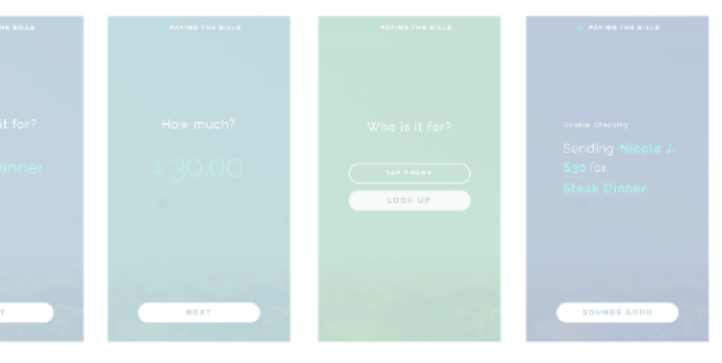 THE BILLS
it for?
Dinner
T
PAYING THE BILLS
How much?
$ 30.00
NEXT
PAYING THE BILLS
Who is it for?
TAP PHONE
LOOK UP
PAYING THE BILLS
Double Checking
Sending Nicole J.
$30 for
Steak Dinner
SOUNDS GOOD